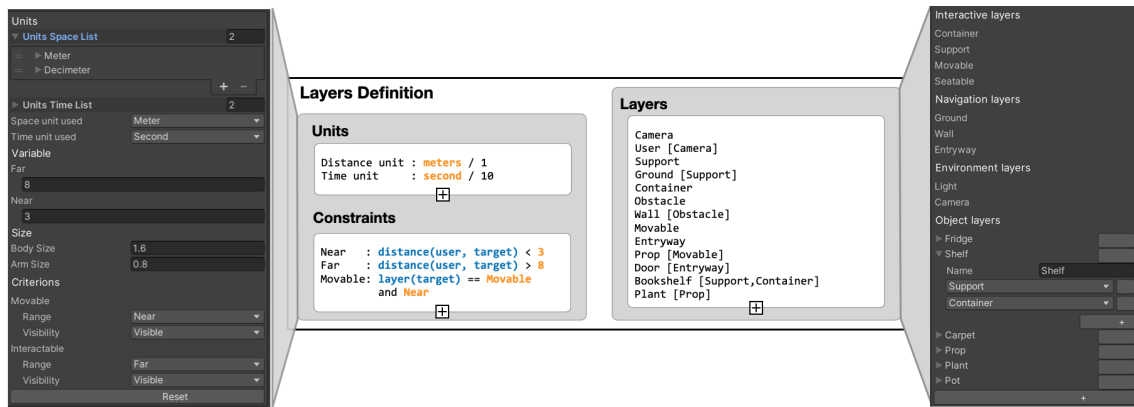 Units
Units Space List 2
Meter
Decimeter
+ −
Units Time List 2
Space unit used Meter
Time unit used Second
Variable
Far
8
Near
3
Size
Body Size 1.6
Arm Size 0.8
Criterions
Movable
Range Near
Visibility Visible
Interactable
Range Far
Visibility Visible
Reset
Layers Definition
Units
Distance unit : meters / 1
Time unit : second / 10
Constraints
Near : distance(user, target) < 3
Far : distance(user, target) > 8
Movable: layer(target) == Movable
and Near
Layers
Camera
User [Camera]
Support
Ground [Support]
Container
Obstacle
Wall [Obstacle]
Movable
Entryway
Prop [Movable]
Door [Entryway]
Bookshelf [Support,Container]
Plant [Prop]
Interactive layers
Container
Support
Movable
Seatable
Navigation layers
Ground
Wall
Entryway
Environment layers
Light
Camera
Object layers
Fridge
Shelf
Name Shelf
Support
Container
+
Carpet
Prop
Plant
Pot
+